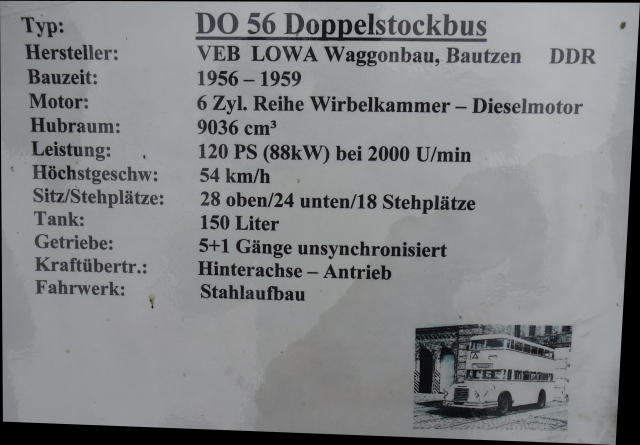 Typ: DO 56 Doppelstockbus
Hersteller: VEB LOWA Waggonbau, Bautzen DDR
Bauzeit: 1956 – 1959
Motor: 6 Zyl. Reihe Wirbelkammer – Dieselmotor
Hubraum: 9036 cm³
Leistung: 120 PS (88kW) bei 2000 U/min
Höchstgeschw: 54 km/h
Sitz/Stehplätze: 28 oben/24 unten/18 Stehplätze
Tank: 150 Liter
Getriebe: 5+1 Gänge unsynchronisiert
Kraftübertr.: Hinterachse – Antrieb
Fahrwerk: Stahlaufbau